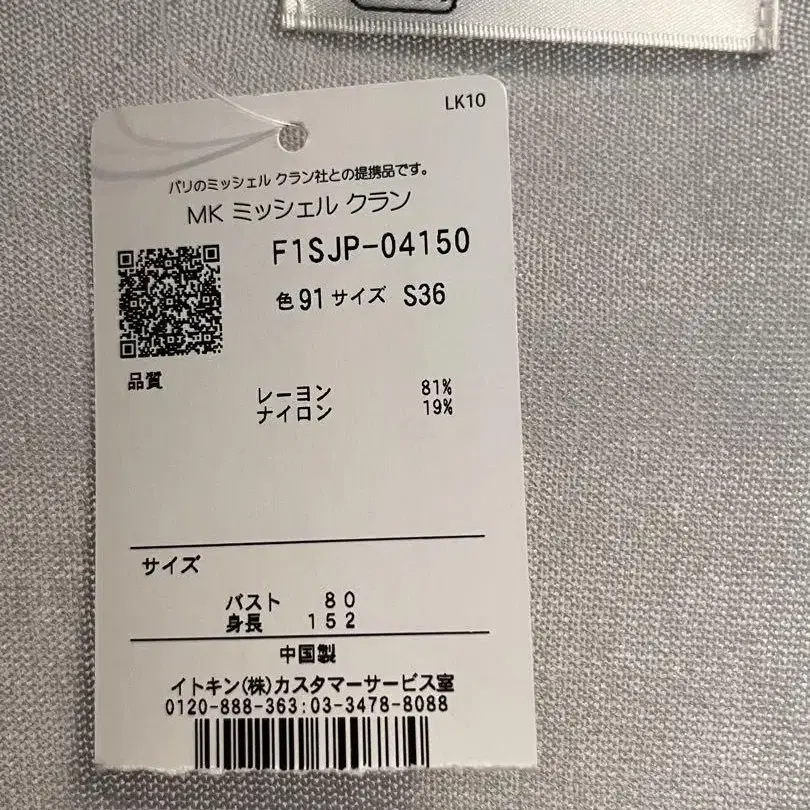 LK10
パリのミッシェル クラン社との提携品です。
MK ミッシェル クラン
F1SJP-04150
色 91 サイズ S36
品質
レーヨン 81%
ナイロン 19%
サイズ
バスト 80
身長 152
中国製
イトキン(株)カスタマーサービス室
0120-888-363:03-3478-8088